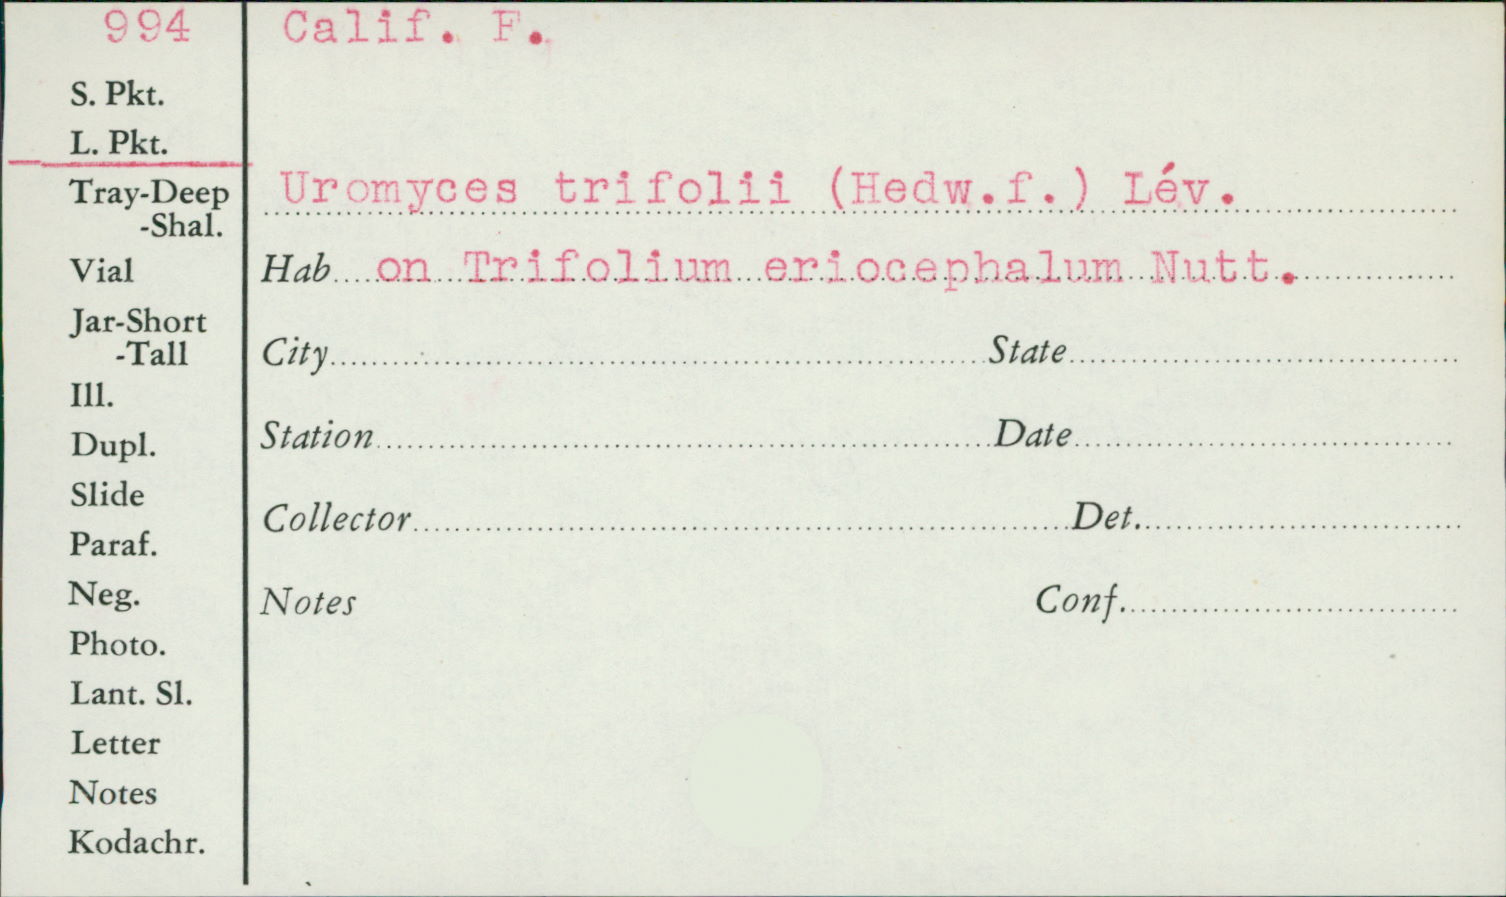 994
Calif. F.
S. Pkt.
L. Pkt.
Tray-Deep
-Shal.
Vial
Jar-Short
-Tall
Ill.
Dupl.
Slide
Paraf.
Neg.
Photo.
Lant. Sl.
Letter
Notes
Kodachr.
Uromyces trifolii (Hedw.f.) Lév.
Hab on Trifolium eriocephalum Nutt.
City State
Station Date
Collector Det.
Notes Conf.